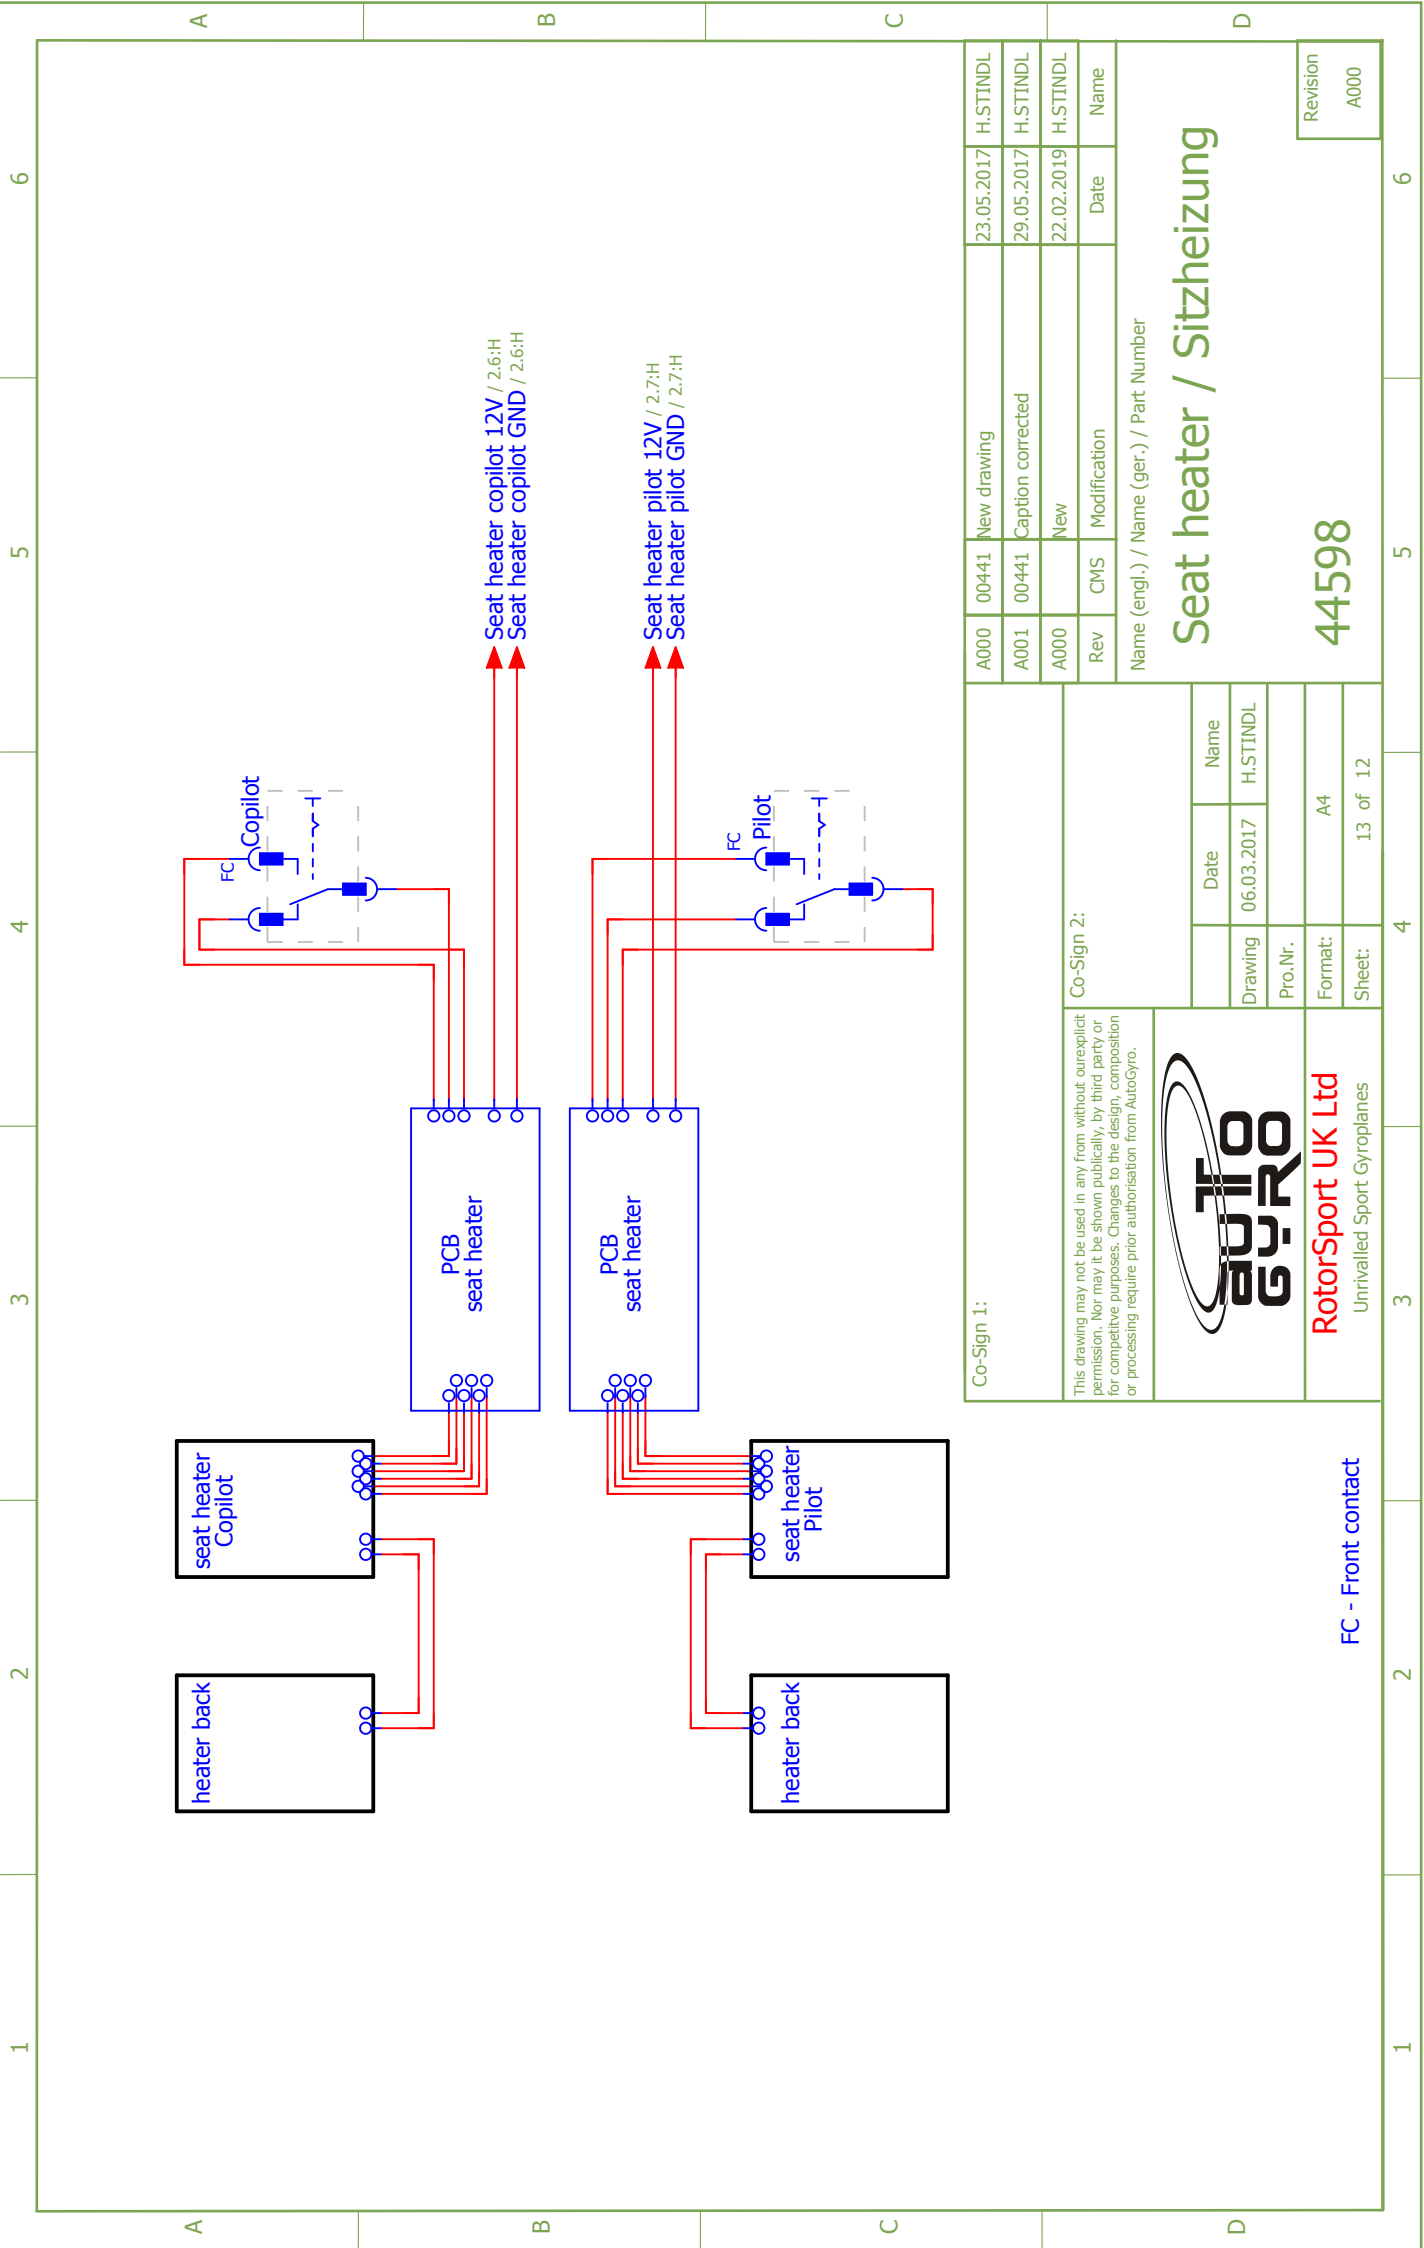 1
2
3
4
5
6
A
B
C
D
A
B
C
D
1
2
3
4
5
6
heater back
seat heater
Copilot
PCB
seat heater
FC
Copilot
Seat heater copilot 12V / 2.6:H
Seat heater copilot GND / 2.6:H
PCB
seat heater
Seat heater pilot 12V / 2.7:H
Seat heater pilot GND / 2.7:H
FC
Pilot
heater back
seat heater
Pilot
FC - Front contact
Co-Sign 1:
Co-Sign 2:
This drawing may not be used in any from without ourexplicit
permission. Nor may it be shown publically, by third party or
for competitve purposes. Changes to the design, composition
or processing require prior authorisation from AutoGyro.
AUTO
GYRO
RotorSport UK Ltd
Unrivalled Sport Gyroplanes
Date Name
Drawing 06.03.2017 H.STINDL
Pro.Nr.
Format: A4
Sheet: 13 of 12
A000 00441 New drawing 23.05.2017 H.STINDL
A001 00441 Caption corrected 29.05.2017 H.STINDL
A000 New 22.02.2019 H.STINDL
Rev CMS Modification Date Name
Name (engl.) / Name (ger.) / Part Number
Seat heater / Sitzheizung
44598
Revision
A000